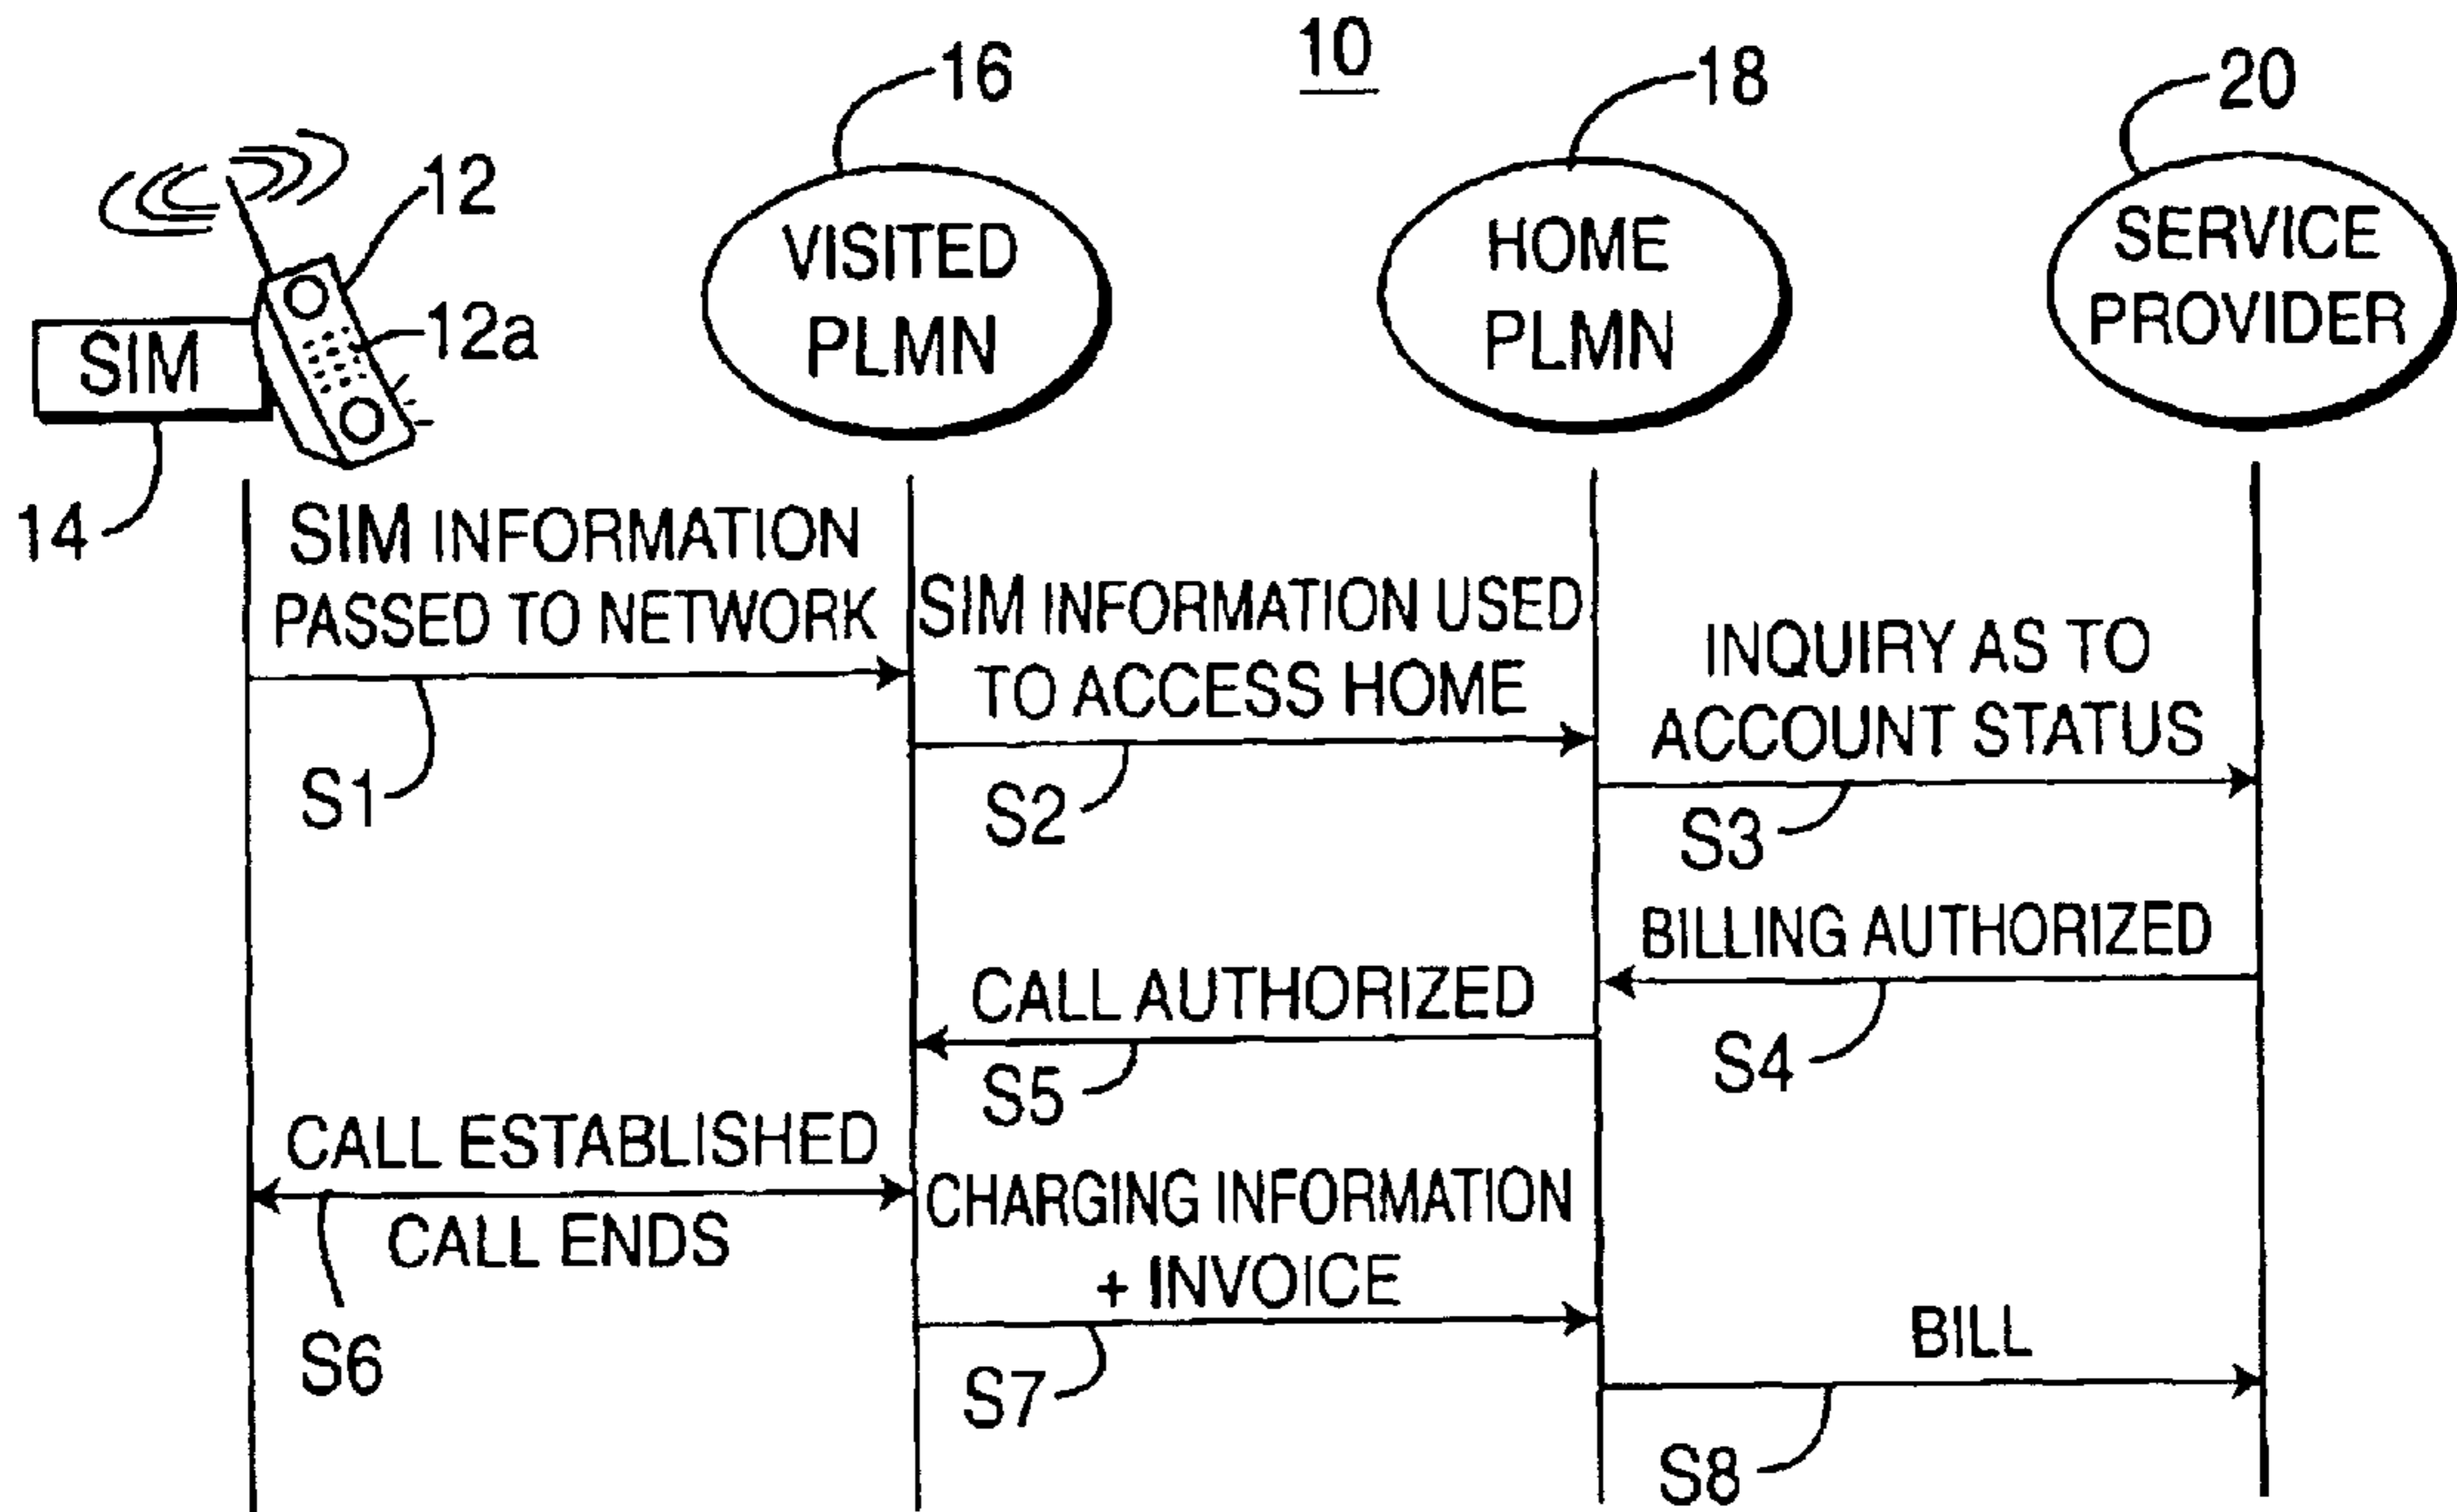 10
16
18
20
12
12a
SIM
14
VISITED
PLMN
HOME
PLMN
SERVICE
PROVIDER
SIM INFORMATION
PASSED TO NETWORK
S1
SIM INFORMATION USED
TO ACCESS HOME
S2
INQUIRY AS TO
ACCOUNT STATUS
S3
BILLING AUTHORIZED
S4
CALL AUTHORIZED
S5
CALL ESTABLISHED
CALL ENDS
S6
CHARGING INFORMATION
+ INVOICE
S7
BILL
S8